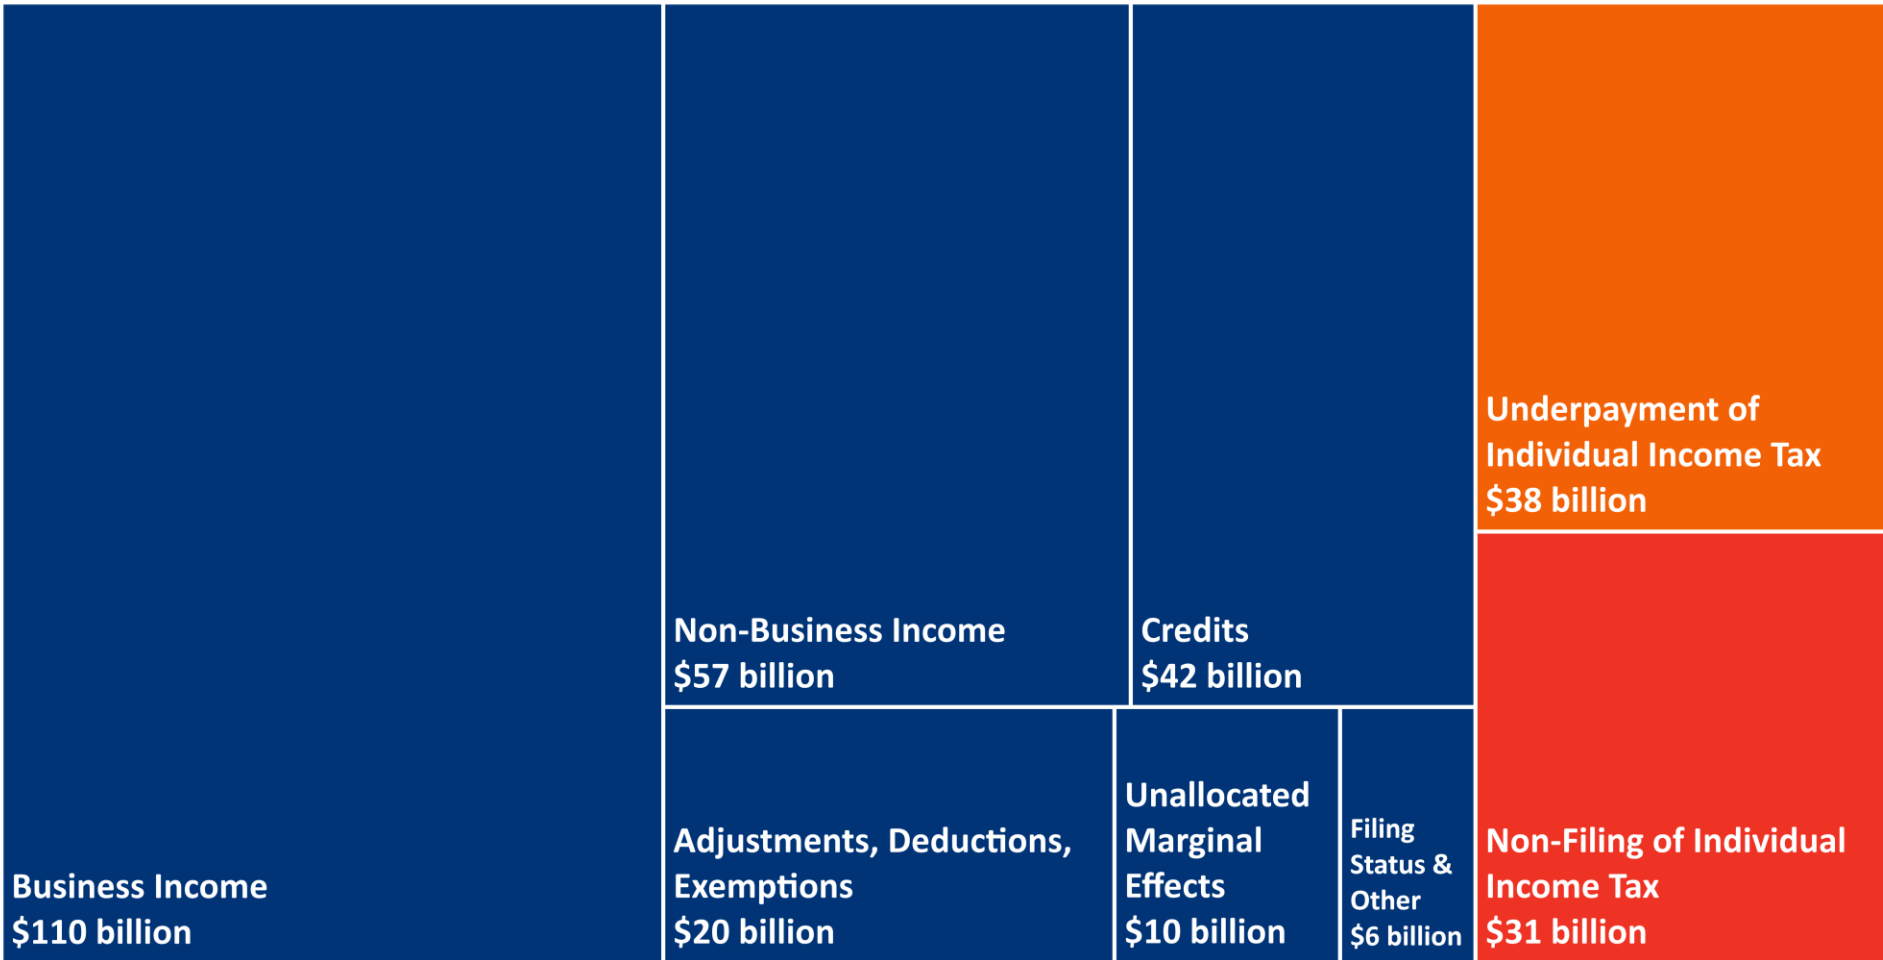 Business Income
$110 billion
Non-Business Income
$57 billion
Credits
$42 billion
Adjustments, Deductions,
Exemptions
$20 billion
Unallocated
Marginal
Effects
$10 billion
Filing
Status &
Other
$6 billion
Underpayment of
Individual Income Tax
$38 billion
Non-Filing of Individual
Income Tax
$31 billion